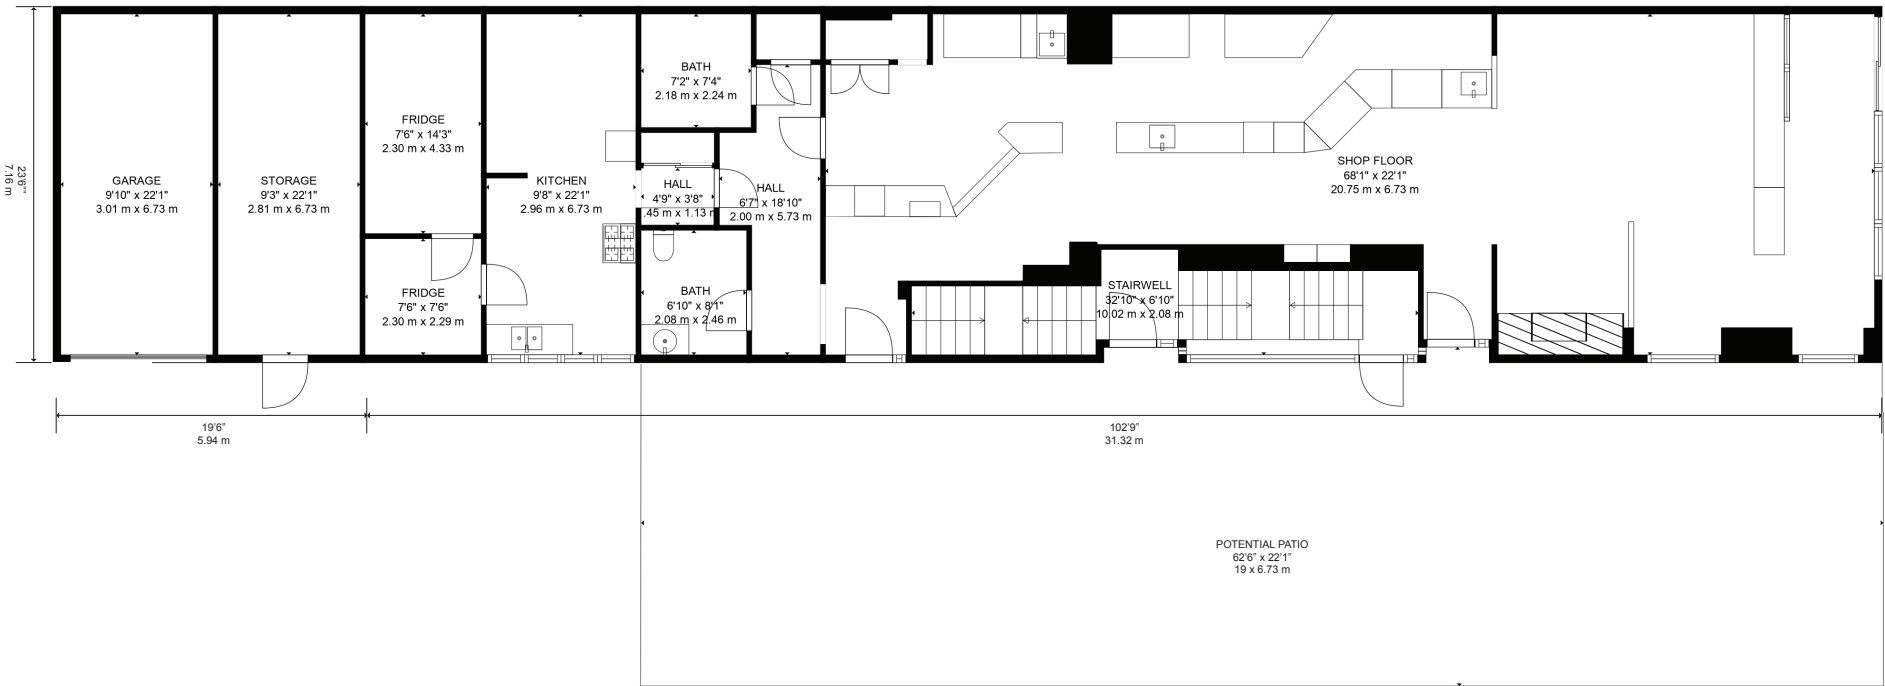 BATH
7'2" x 7'4"
2.18 m x 2.24 m
FRIDGE
7'6" x 14'3"
2.30 m x 4.33 m
SHOP FLOOR
68'1" x 22'1"
20.75 m x 6.73 m
23'6""
7.16 m
GARAGE
9'10" x 22'1"
3.01 m x 6.73 m
STORAGE
9'3" x 22'1"
2.81 m x 6.73 m
KITCHEN
9'8" x 22'1"
2.96 m x 6.73 m
HALL
4'9" x 3'8"
.45 m x 1.13 m
HALL
6'7" x 18'10"
2.00 m x 5.73 m
FRIDGE
7'6" x 7'6"
2.30 m x 2.29 m
BATH
6'10" x 8'1"
2.08 m x 2.46 m
STAIRWELL
32'10" x 6'10"
10.02 m x 2.08 m
19'6"
5.94 m
102'9"
31.32 m
POTENTIAL PATIO
62'6" x 22'1"
19 x 6.73 m